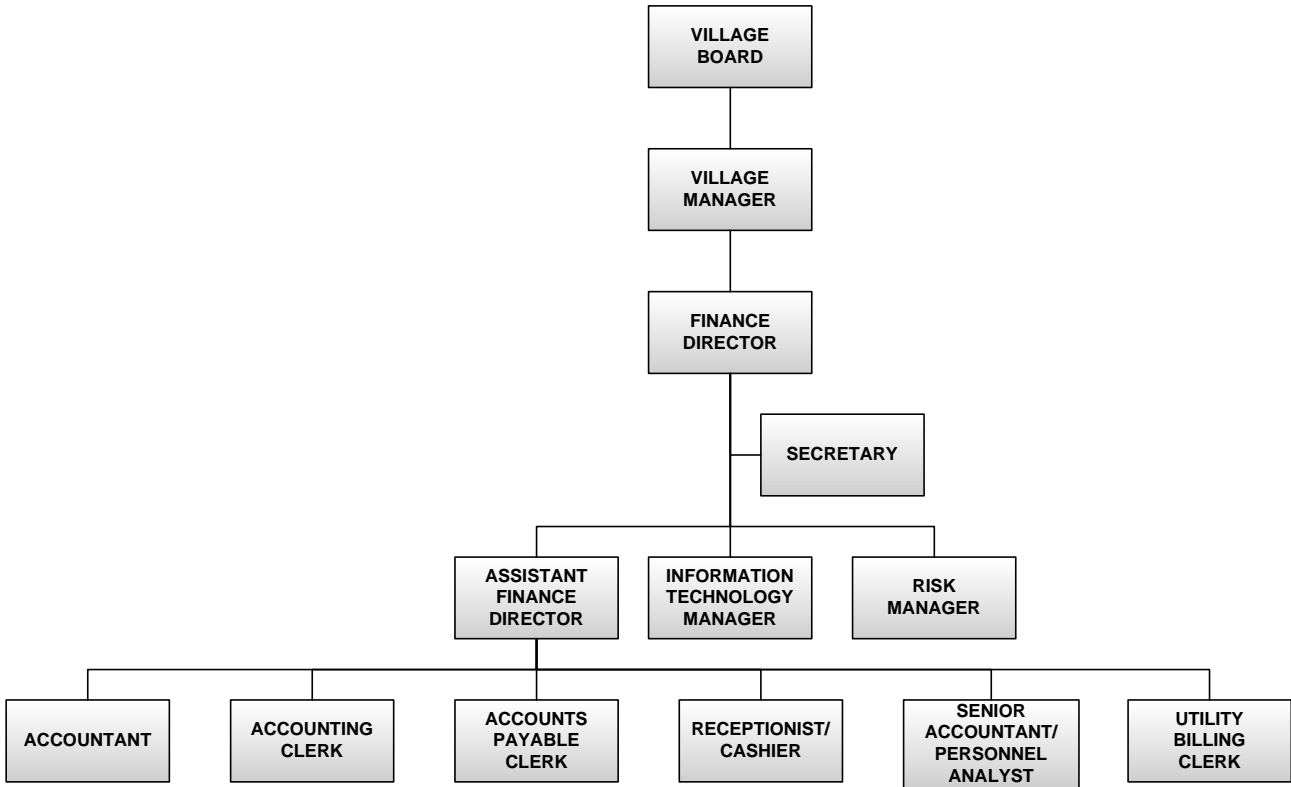 VILLAGE
BOARD
VILLAGE
MANAGER
FINANCE
DIRECTOR
SECRETARY
ASSISTANT
FINANCE
DIRECTOR
INFORMATION
TECHNOLOGY
MANAGER
RISK
MANAGER
ACCOUNTANT
ACCOUNTING
CLERK
ACCOUNTS
PAYABLE
CLERK
RECEPTIONIST/
CASHIER
SENIOR
ACCOUNTANT/
PERSONNEL
ANALYST
UTILITY
BILLING
CLERK